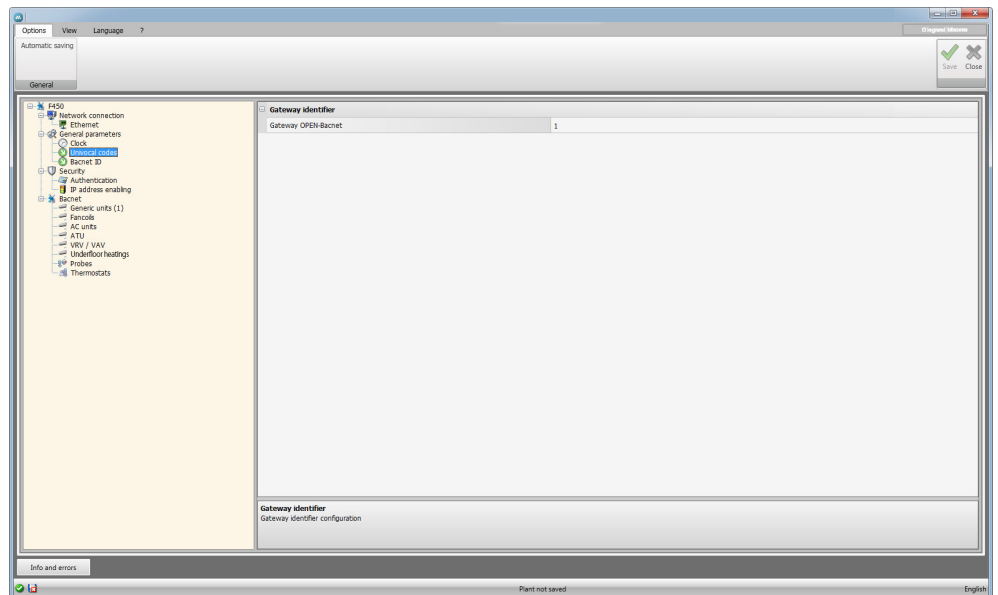 Options View Language ?
Automatic saving
General
Save Close
F450
Network connection
Ethernet
General parameters
Clock
Univocal codes
Bacnet ID
Security
Authentication
IP address enabling
Bacnet
Generic units (1)
Fancoils
AC units
ATU
VRV / VAV
Underfloor heatings
Probes
Thermostats
Gateway identifier
Gateway OPEN-Bacnet 1
Gateway identifier
Gateway identifier configuration
Info and errors
Plant not saved English